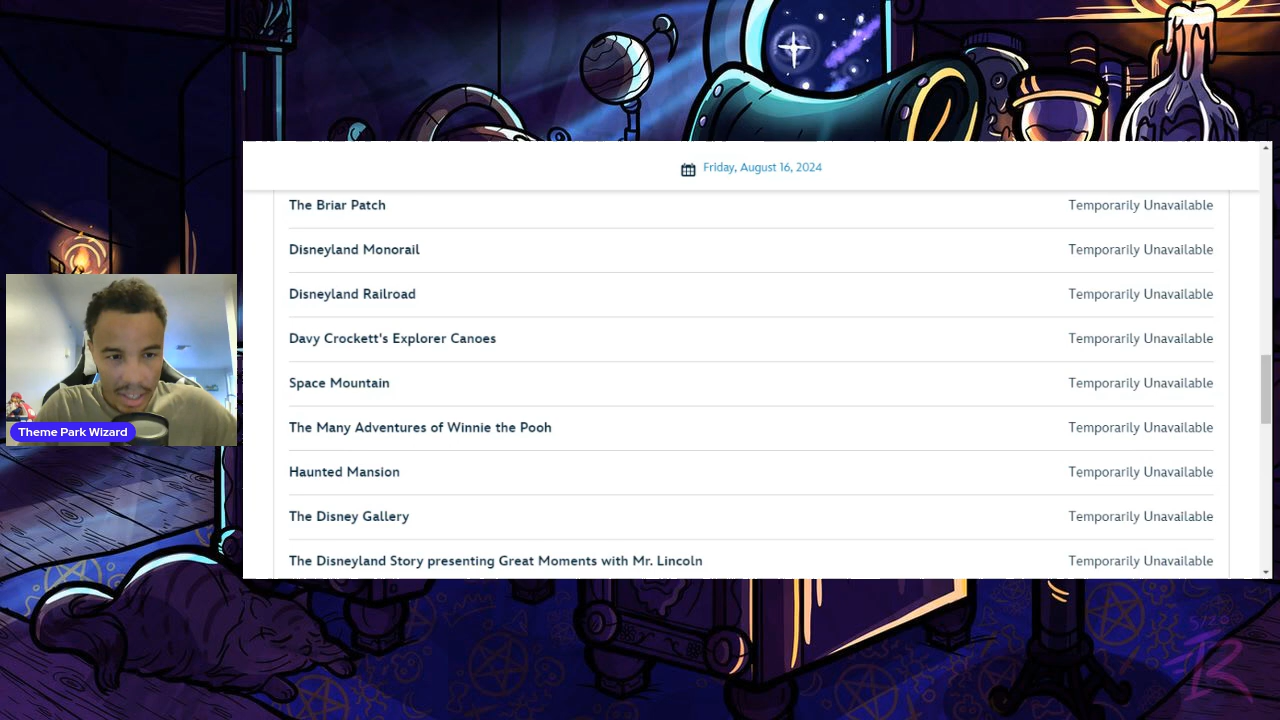 Friday, August 16, 2024
The Briar Patch Temporarily Unavailable
Disneyland Monorail Temporarily Unavailable
Disneyland Railroad Temporarily Unavailable
Davy Crockett's Explorer Canoes Temporarily Unavailable
Space Mountain Temporarily Unavailable
The Many Adventures of Winnie the Pooh Temporarily Unavailable
Haunted Mansion Temporarily Unavailable
The Disney Gallery Temporarily Unavailable
The Disneyland Story presenting Great Moments with Mr. Lincoln Temporarily Unavailable
Theme Park Wizard